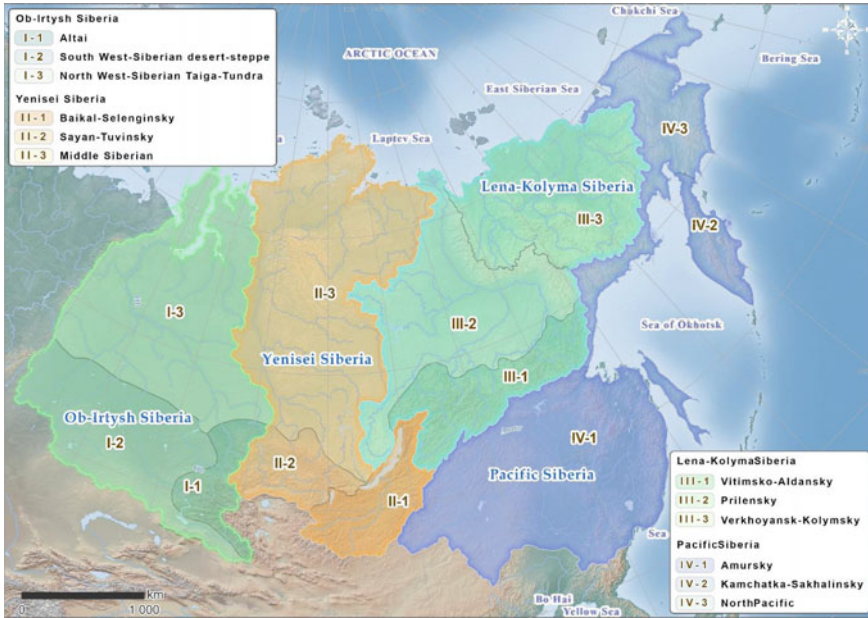 Ob-Irtysh Siberia
I-1 Altai
I-2 South West-Siberian desert-steppe
I-3 North West-Siberian Taiga-Tundra
Yenisei Siberia
II-1 Baikal-Selenginsky
II-2 Sayan-Tuvinsky
II-3 Middle Siberian
Chakchi Sea
Bering Sea
ARCTIC OCEAN
East Siberian Sea
Laptev Sea
IV-3
Lena-Kolyma Siberia
III-3
IV-2
I-3
II-3
III-2
Sea of Okhotsk
Yenisei Siberia
III-1
Ob-Irtysh Siberia
I-2
IV-1
II-2
Pacific Siberia
I-1
II-1
Sea
Bo Hai
Yellow Sea
km
0 1 000
Lena-KolymaSiberia
III-1 Vitimsko-Aldansky
III-2 Prilensky
III-3 Verkhoyansk-Kolymsky
PacificSiberia
IV-1 Amursky
IV-2 Kamchatka-Sakhalinsky
IV-3 NorthPacific